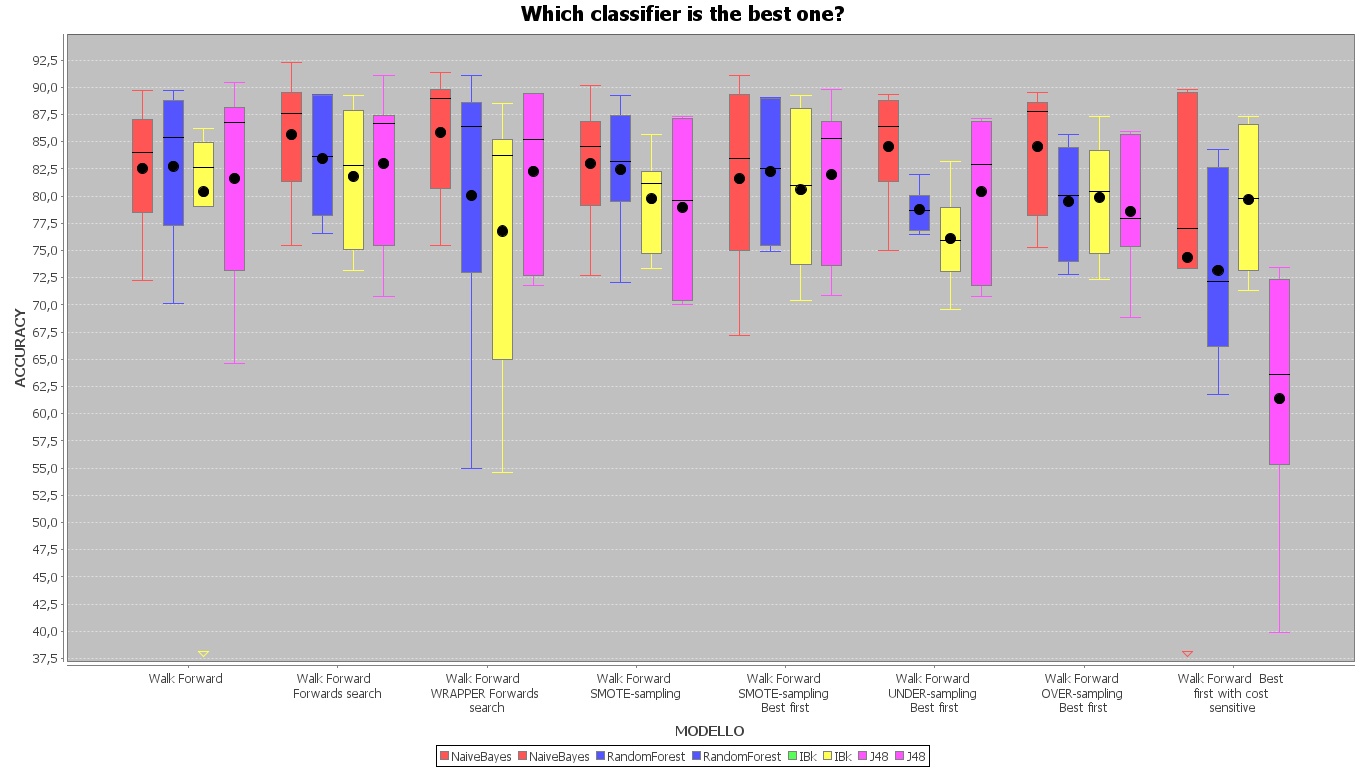 Which classifier is the best one?
92,5
90,0
87,5
85,0
82,5
80,0
77,5
75,0
72,5
70,0
67,5
65,0
62,5
60,0
57,5
55,0
52,5
50,0
47,5
45,0
42,5
40,0
37,5
ACCURACY
Walk Forward
Walk Forward
Forwards search
Walk Forward
WRAPPER Forwards
search
Walk Forward
SMOTE-sampling
Walk Forward
SMOTE-sampling
Best first
Walk Forward
UNDER-sampling
Best first
Walk Forward
OVER-sampling
Best first
Walk Forward Best
first with cost
sensitive
MODELLO
NaiveBayes NaiveBayes RandomForest RandomForest IBk IBk J48 J48